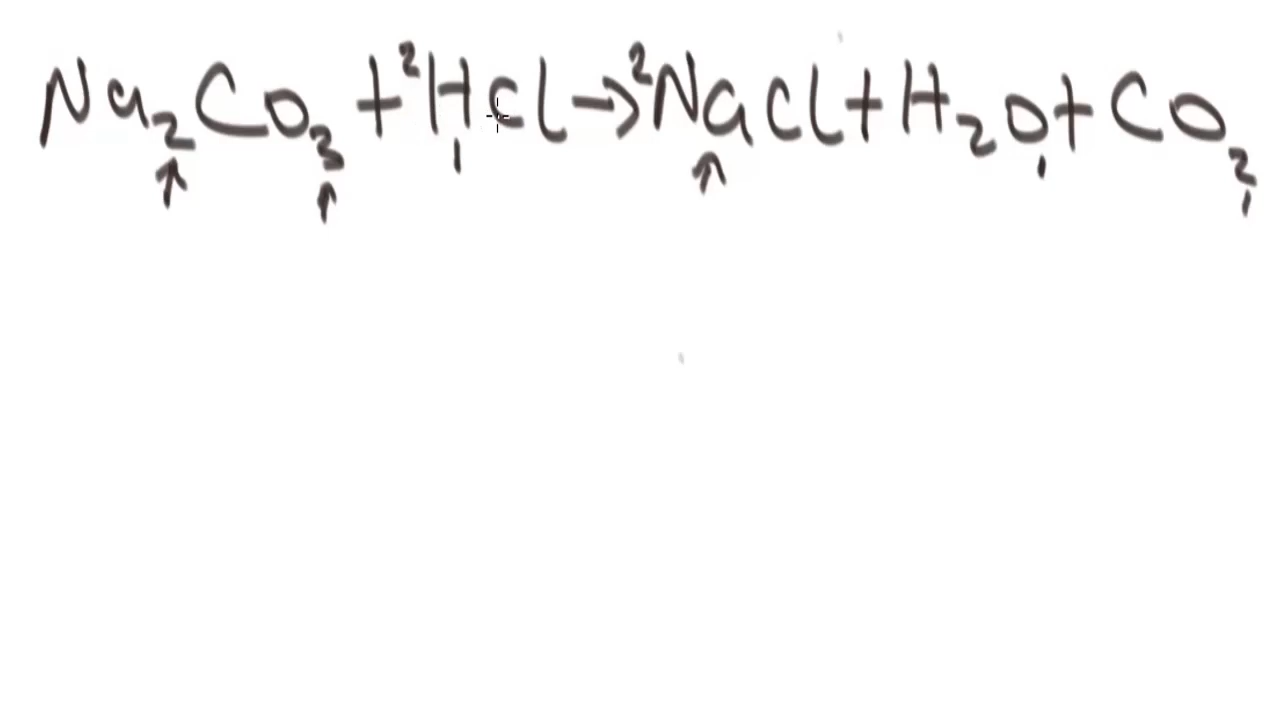 Na₂CO₃ + ²HCl → ²NaCl + H₂O + CO₂